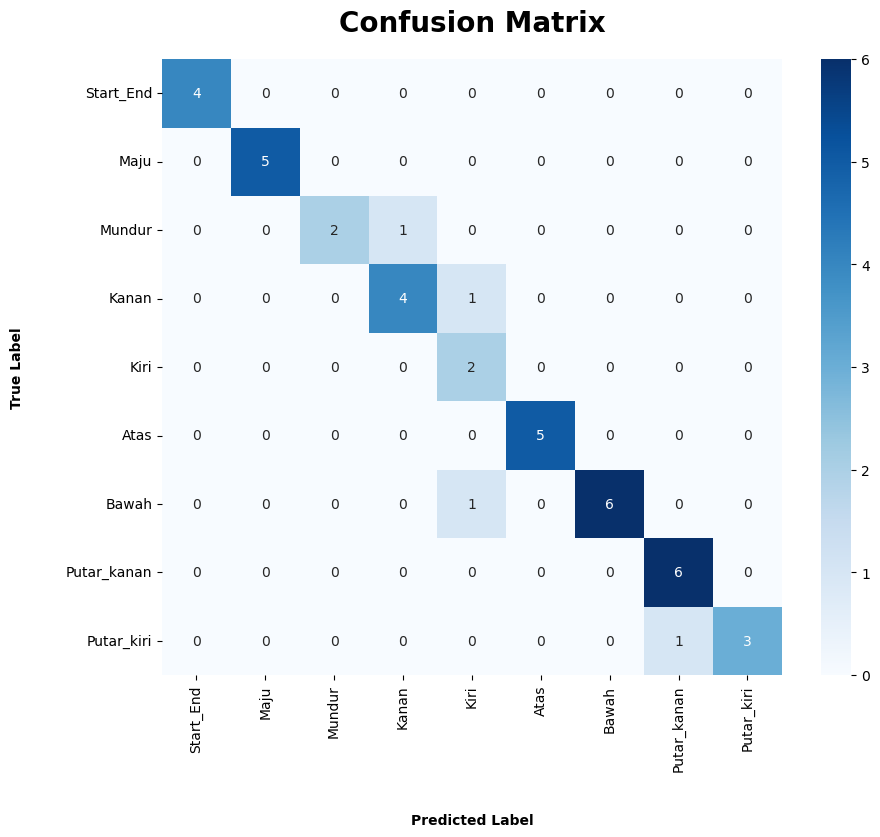 Confusion Matrix
Start_End 4 0 0 0 0 0 0 0 0
Maju 0 5 0 0 0 0 0 0 0
Mundur 0 0 2 1 0 0 0 0 0
Kanan 0 0 0 4 1 0 0 0 0
Kiri 0 0 0 0 2 0 0 0 0
Atas 0 0 0 0 0 5 0 0 0
Bawah 0 0 0 0 1 0 6 0 0
Putar_kanan 0 0 0 0 0 0 0 6 0
Putar_kiri 0 0 0 0 0 0 0 1 3
Start_End Maju Mundur Kanan Kiri Atas Bawah Putar_kanan Putar_kiri
True Label
Predicted Label
6
5
4
3
2
1
0